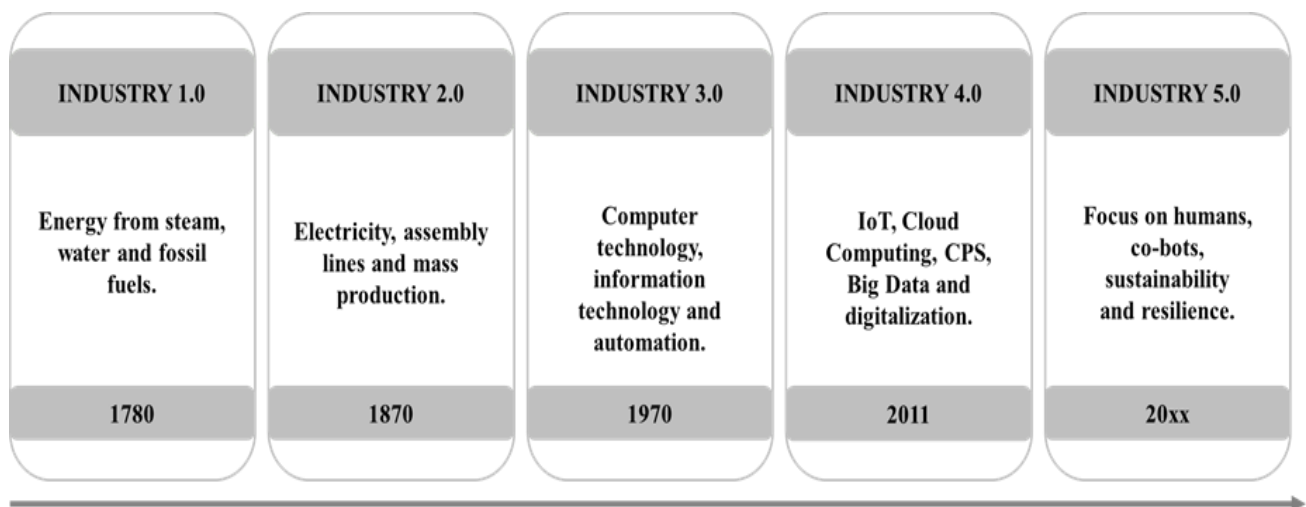 INDUSTRY 1.0
Energy from steam,
water and fossil
fuels.
1780
INDUSTRY 2.0
Electricity, assembly
lines and mass
production.
1870
INDUSTRY 3.0
Computer
technology,
information
technology and
automation.
1970
INDUSTRY 4.0
IoT, Cloud
Computing, CPS,
Big Data and
digitalization.
2011
INDUSTRY 5.0
Focus on humans,
co-bots,
sustainability
and resilience.
20xx